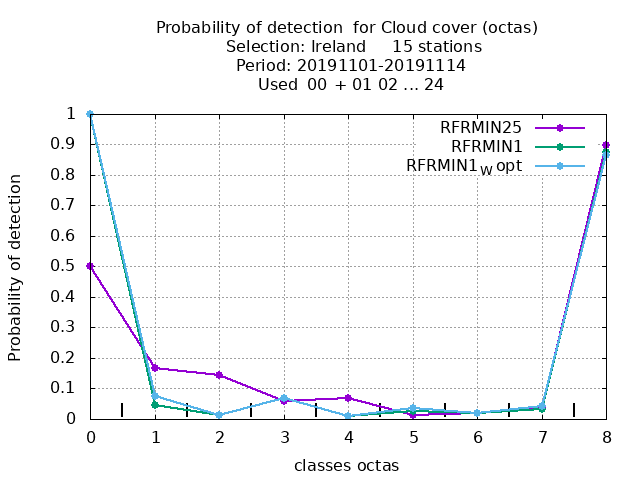 Probability of detection  for Cloud cover (octas)
Selection: Ireland     15 stations
Period: 20191101-20191114
Used  00 + 01 02 ... 24
RFRMIN25
RFRMIN1
RFRMIN1W opt
Probability of detection
1
0.9
0.8
0.7
0.6
0.5
0.4
0.3
0.2
0.1
0
0 1 2 3 4 5 6 7 8
classes octas